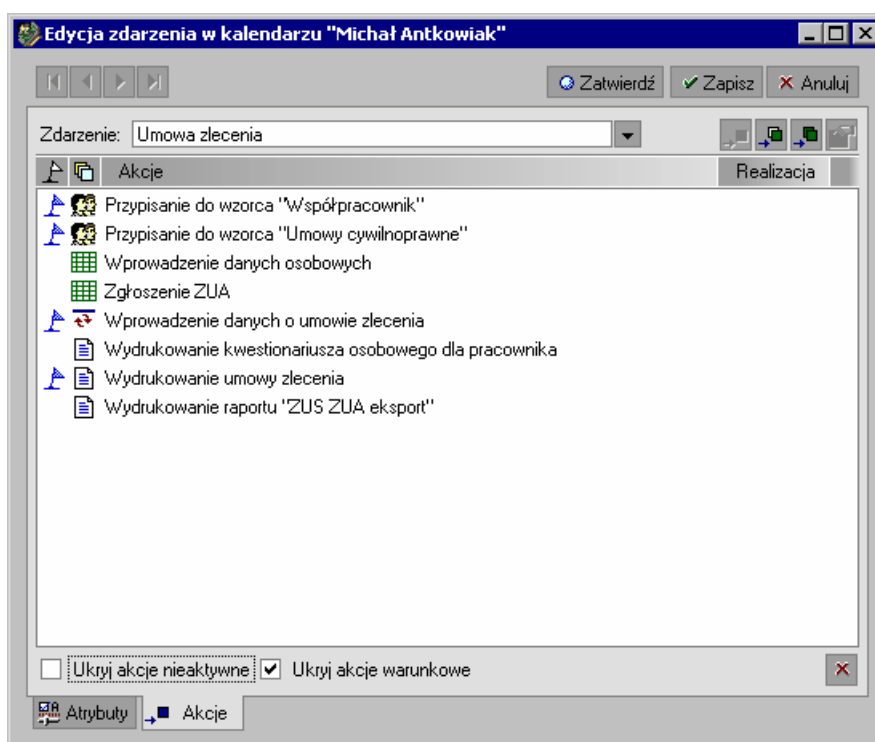 Edycja zdarzenia w kalendarzu "Michał Antkowiak"
Zatwierdź Zapisz Anuluj
Zdarzenie: Umowa zlecenia
Akcje Realizacja
Przypisanie do wzorca "Współpracownik"
Przypisanie do wzorca "Umowy cywilnoprawne"
Wprowadzenie danych osobowych
Zgłoszenie ZUA
Wprowadzenie danych o umowie zlecenia
Wydrukowanie kwestionariusza osobowego dla pracownika
Wydrukowanie umowy zlecenia
Wydrukowanie raportu "ZUS ZUA eksport"
Ukryj akcje nieaktywne Ukryj akcje warunkowe
Atrybuty Akcje